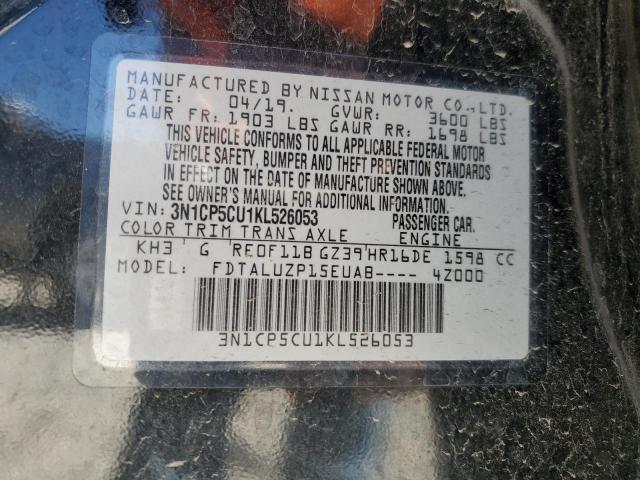 MANUFACTURED BY NISSAN MOTOR CO.,LTD.
DATE: 04/19. GVWR: 3600 LBS
GAWR FR: 1903 LBS GAWR RR: 1698 LBS
THIS VEHICLE CONFORMS TO ALL APPLICABLE FEDERAL MOTOR
VEHICLE SAFETY, BUMPER AND THEFT PREVENTION STANDARDS
IN EFFECT ON THE DATE OF MANUFACTURE SHOWN ABOVE.
SEE OWNER'S MANUAL FOR ADDITIONAL INFORMATION.
VIN: 3N1CP5CU1KL526053 PASSENGER CAR.
COLOR TRIM TRANS AXLE ENGINE
KH3 G RE0F11B GZ39 HR16DE 1598 CC
MODEL: FDTALUZP15EUAB---- 4Z000
3N1CP5CU1KL526053